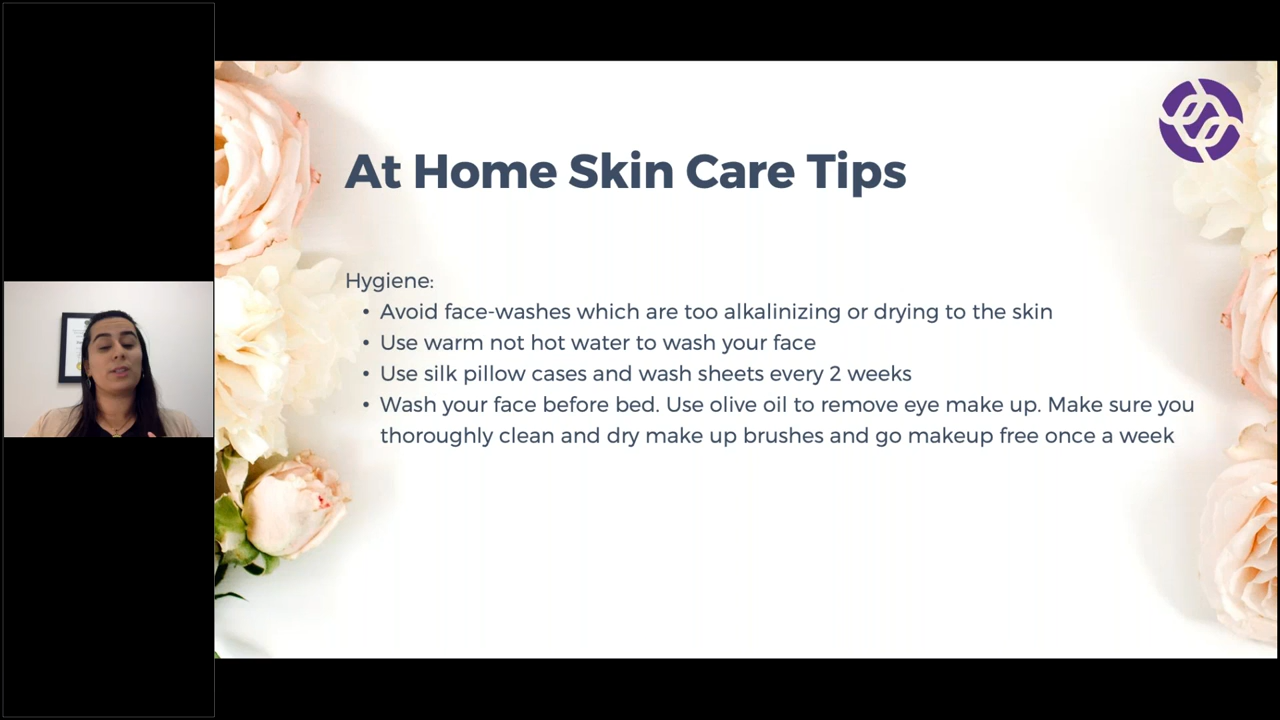 At Home Skin Care Tips
Hygiene:
• Avoid face-washes which are too alkalinizing or drying to the skin
• Use warm not hot water to wash your face
• Use silk pillow cases and wash sheets every 2 weeks
• Wash your face before bed. Use olive oil to remove eye make up. Make sure you
thoroughly clean and dry make up brushes and go makeup free once a week